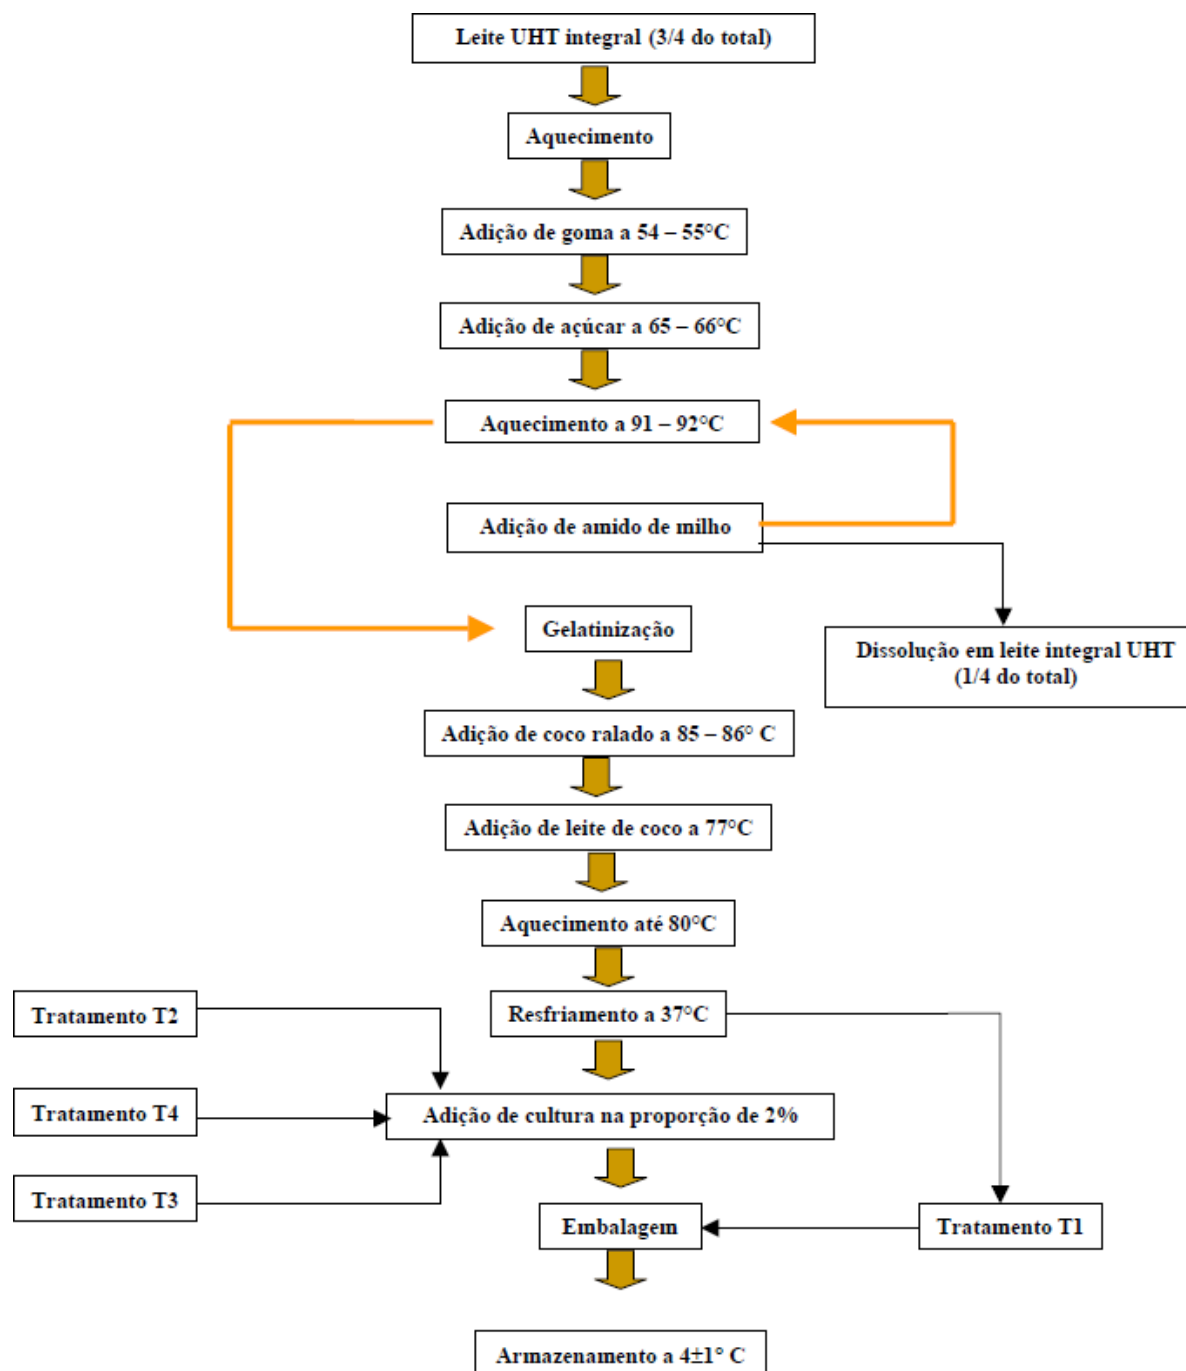 Leite UHT integral (3/4 do total)
Aquecimento
Adição de goma a 54 – 55°C
Adição de açúcar a 65 – 66°C
Aquecimento a 91 – 92°C
Adição de amido de milho
Gelatinização
Dissolução em leite integral UHT
(1/4 do total)
Adição de coco ralado a 85 – 86° C
Adição de leite de coco a 77°C
Aquecimento até 80°C
Tratamento T2
Resfriamento a 37°C
Tratamento T4
Adição de cultura na proporção de 2%
Tratamento T3
Embalagem
Tratamento T1
Armazenamento a 4±1° C